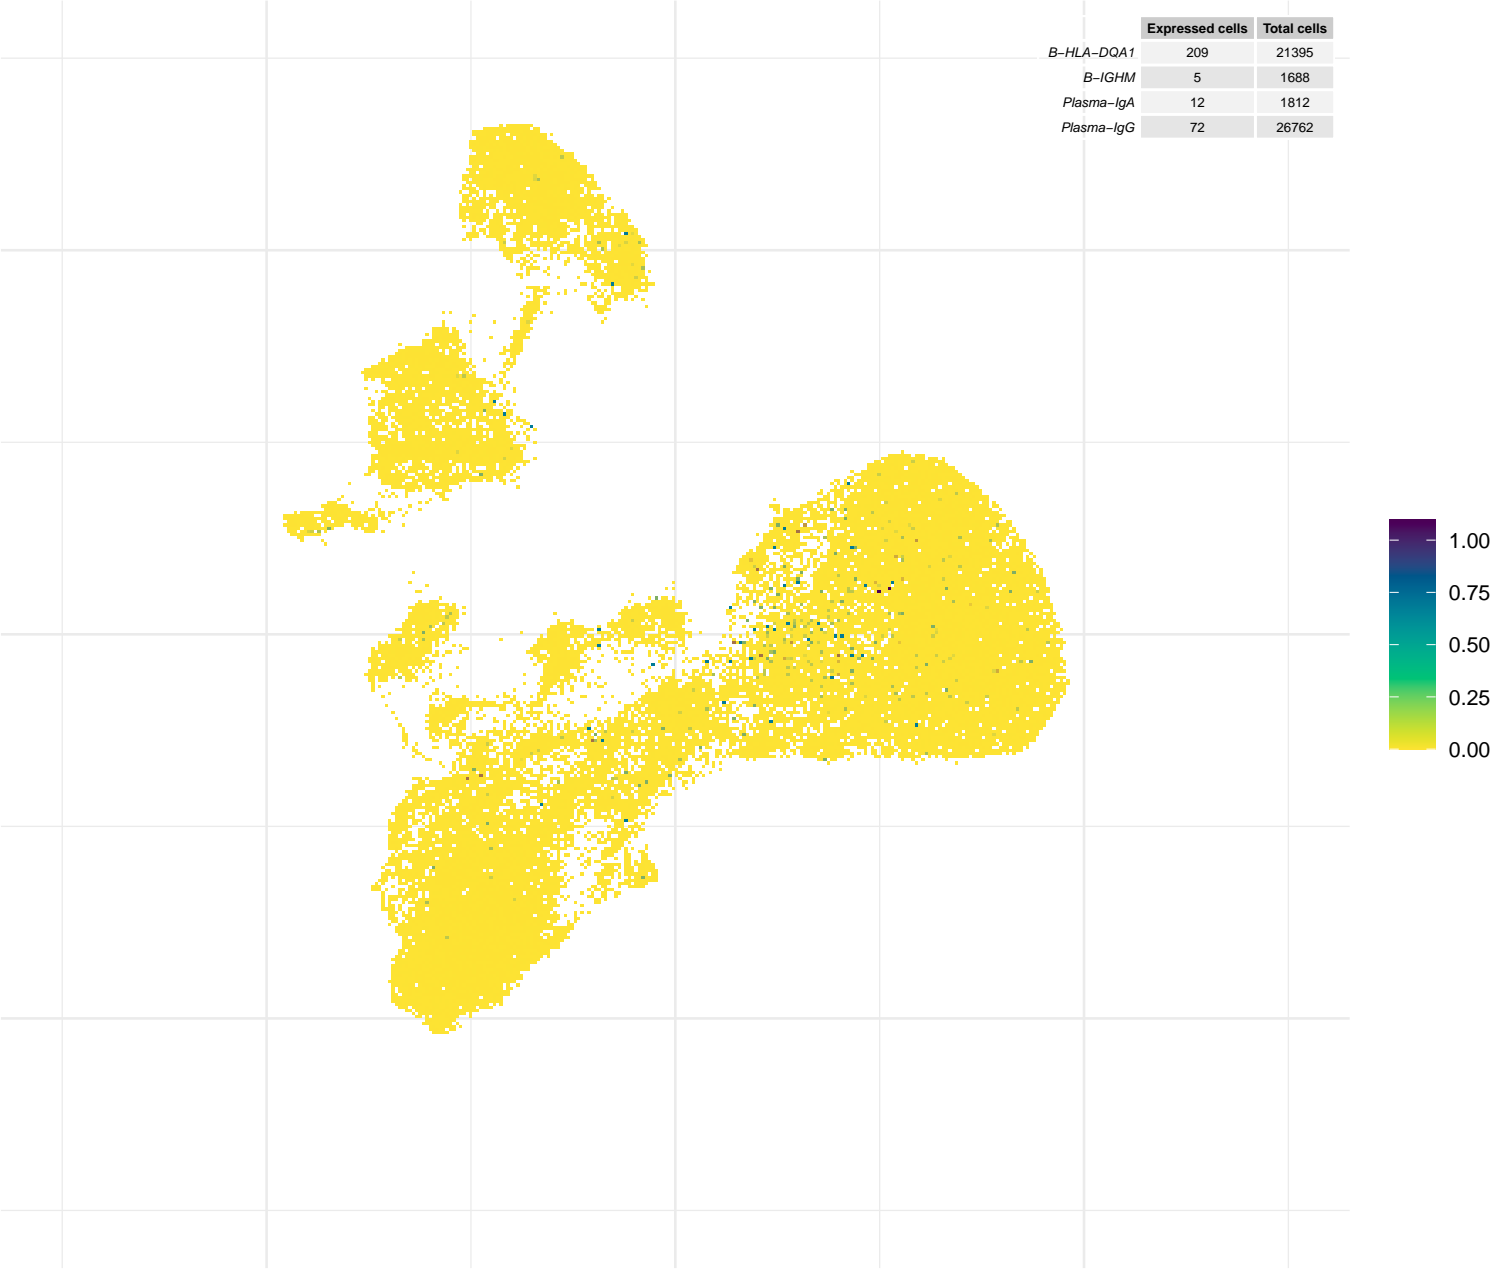 Expressed cells Total cells
B−HLA−DQA1 209 21395
B−IGHM 5 1688
Plasma−IgA 12 1812
Plasma−IgG 72 26762
1.00
0.75
0.50
0.25
0.00